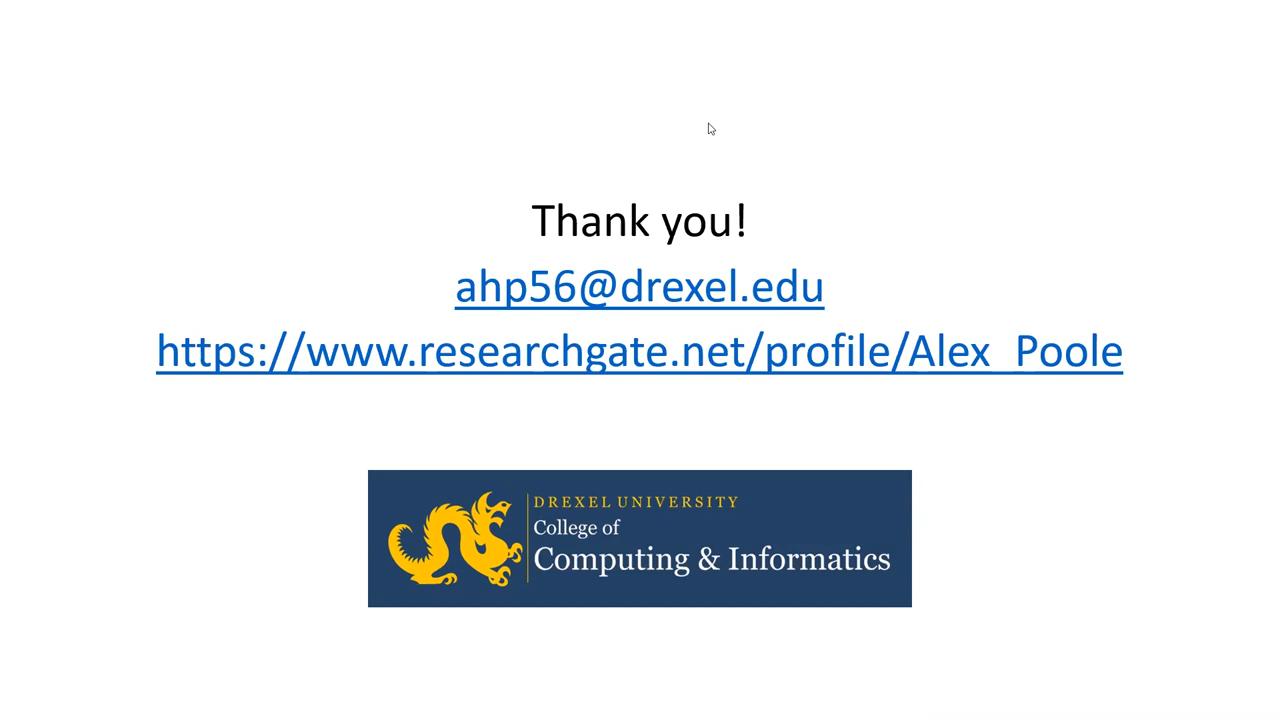 Thank you!
ahp56@drexel.edu
https://www.researchgate.net/profile/Alex_Poole
DREXEL UNIVERSITY
College of
Computing & Informatics